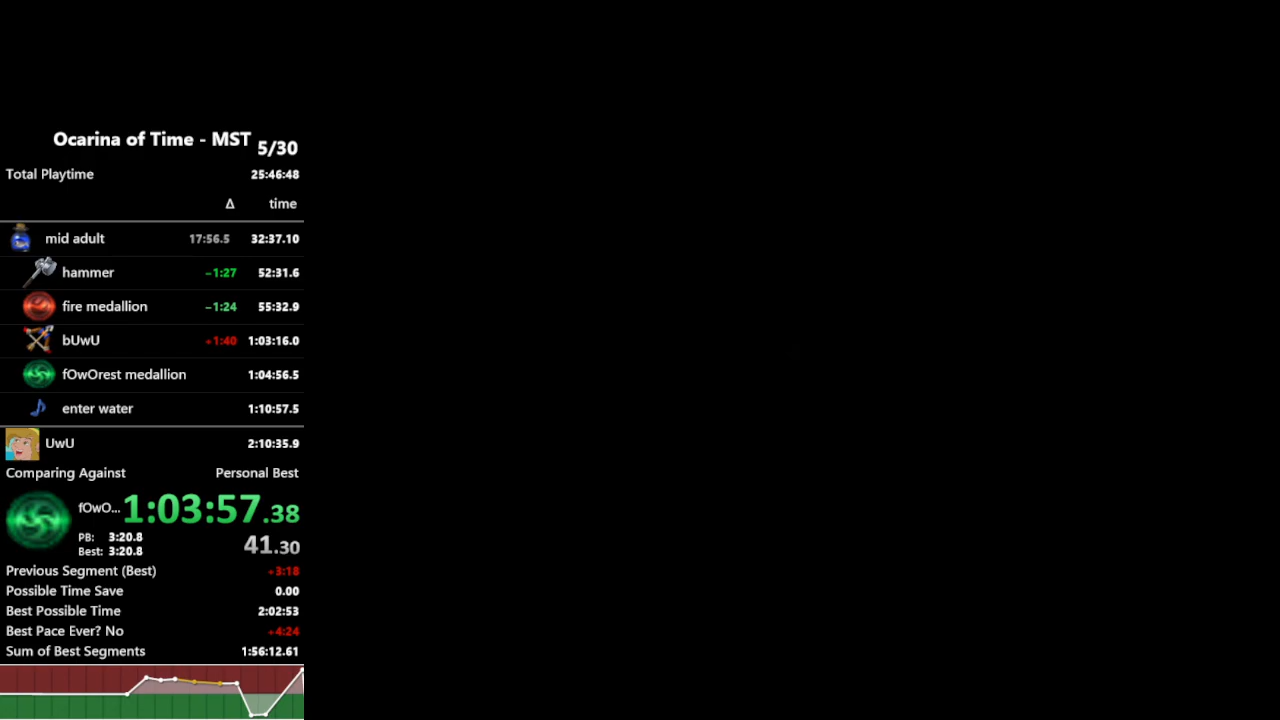 Ocarina of Time - MST 5/30
Total Playtime 25:46:48
Δ time
mid adult 17:56.5 32:37.10
hammer −1:27 52:31.6
fire medallion −1:24 55:32.9
bUwU +1:40 1:03:16.0
fOwOrest medallion 1:04:56.5
enter water 1:10:57.5
UwU 2:10:35.9
Comparing Against Personal Best
fOwO... 1:03:57.38
PB: 3:20.8 41.30
Best: 3:20.8
Previous Segment (Best) +3:18
Possible Time Save 0.00
Best Possible Time 2:02:53
Best Pace Ever? No +4:24
Sum of Best Segments 1:56:12.61